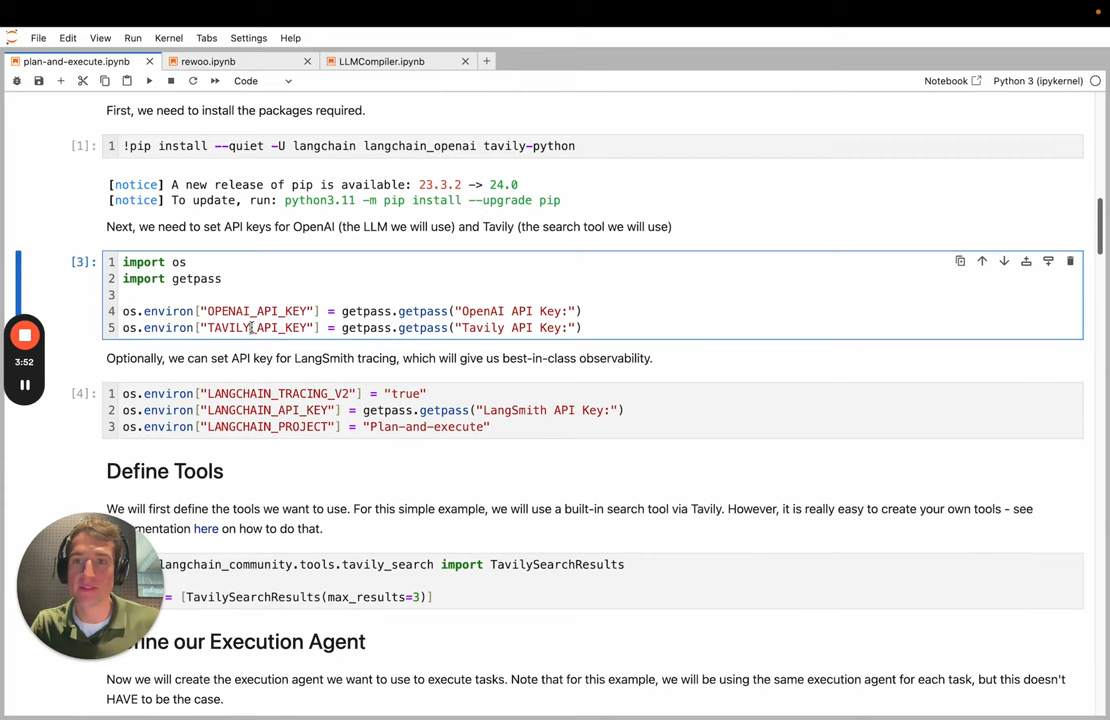 File Edit View Run Kernel Tabs Settings Help
plan-and-execute.ipynb rewoo.ipynb LLMCompiler.ipynb
Code Notebook Python 3 (ipykernel)
First, we need to install the packages required.
[1]: 1 !pip install --quiet -U langchain langchain_openai tavily-python
[notice] A new release of pip is available: 23.3.2 -> 24.0
[notice] To update, run: python3.11 -m pip install --upgrade pip
Next, we need to set API keys for OpenAI (the LLM we will use) and Tavily (the search tool we will use)
[3]: 1 import os
2 import getpass
3
4 os.environ["OPENAI_API_KEY"] = getpass.getpass("OpenAI API Key:")
5 os.environ["TAVILY_API_KEY"] = getpass.getpass("Tavily API Key:")
3:52
Optionally, we can set API key for LangSmith tracing, which will give us best-in-class observability.
[4]: 1 os.environ["LANGCHAIN_TRACING_V2"] = "true"
2 os.environ["LANGCHAIN_API_KEY"] = getpass.getpass("LangSmith API Key:")
3 os.environ["LANGCHAIN_PROJECT"] = "Plan-and-execute"
Define Tools
We will first define the tools we want to use. For this simple example, we will use a built-in search tool via Tavily. However, it is really easy to create your own tools - see
mentation here on how to do that.
langchain_community.tools.tavily_search import TavilySearchResults
= [TavilySearchResults(max_results=3)]
fine our Execution Agent
Now we will create the execution agent we want to use to execute tasks. Note that for this example, we will be using the same execution agent for each task, but this doesn't
HAVE to be the case.